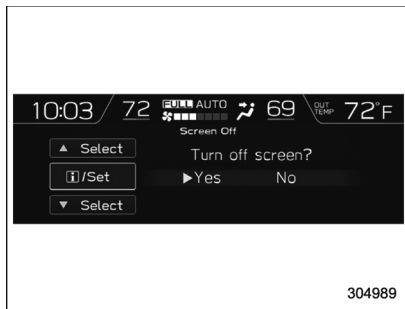 10:03 72 FULL AUTO 69 OUT TEMP 72°F
Screen Off
▲ Select
Turn off screen?
i/Set
▶Yes No
▼ Select
304989